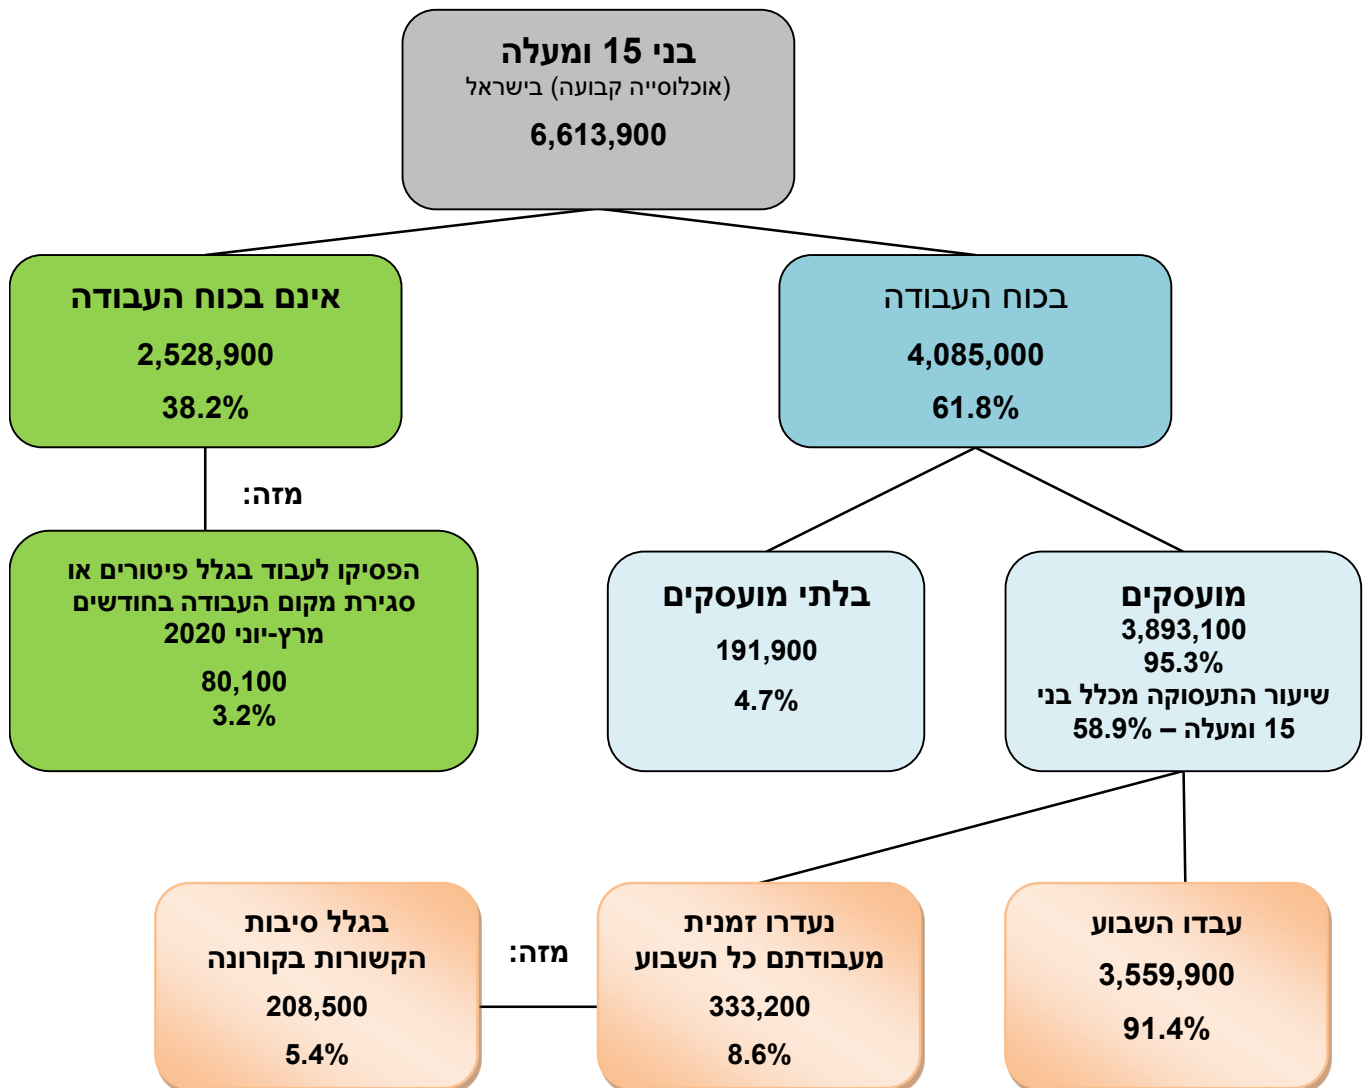 בני 15 ומעלה
(אוכלוסייה קבועה) בישראל
6,613,900
בכוח העבודה
4,085,000
61.8%
אינם בכוח העבודה
2,528,900
38.2%
מזה:
מועסקים
3,893,100
95.3%
שיעור התעסוקה מכלל בני
15 ומעלה – 58.9%
בלתי מועסקים
191,900
4.7%
הפסיקו לעבוד בגלל פיטורים או
סגירת מקום העבודה בחודשים
מרץ-יוני 2020
80,100
3.2%
עבדו השבוע
3,559,900
91.4%
נעדרו זמנית
מעבודתם כל השבוע
333,200
8.6%
מזה:
בגלל סיבות
הקשורות בקורונה
208,500
5.4%